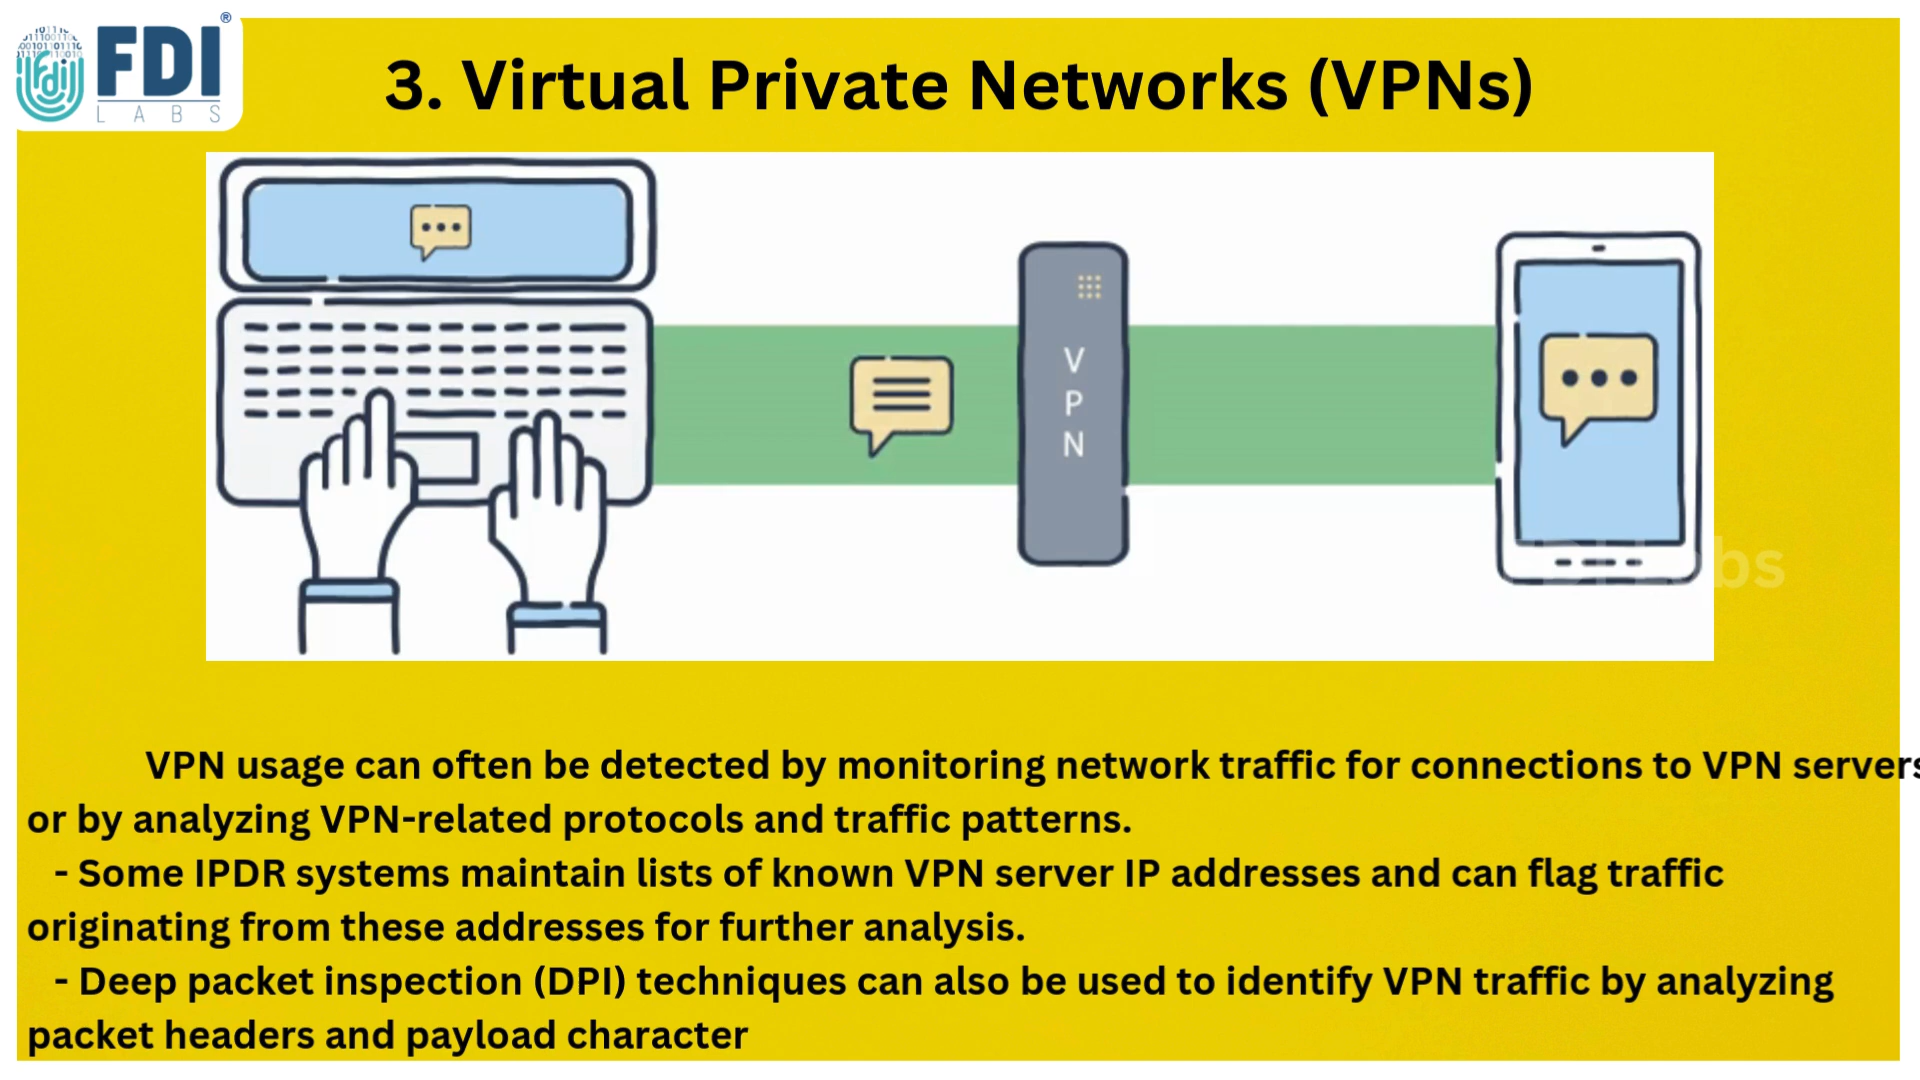 FDI®
LABS
3. Virtual Private Networks (VPNs)
V
P
N
VPN usage can often be detected by monitoring network traffic for connections to VPN servers
or by analyzing VPN-related protocols and traffic patterns.
- Some IPDR systems maintain lists of known VPN server IP addresses and can flag traffic
originating from these addresses for further analysis.
- Deep packet inspection (DPI) techniques can also be used to identify VPN traffic by analyzing
packet headers and payload character